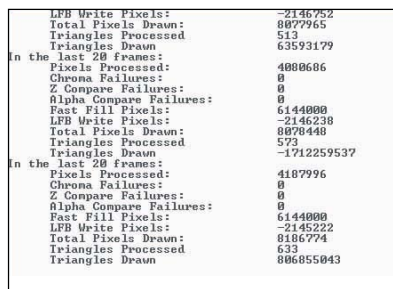 LFB Write Pixels: -2146752
Total Pixels Drawn: 8077965
Triangles Processed 513
Triangles Drawn 63593179
In the last 20 frames:
Pixels Processed: 4080686
Chroma Failures: 0
Z Compare Failures: 0
Alpha Compare Failures: 0
Fast Fill Pixels: 6144000
LFB Write Pixels: -2146238
Total Pixels Drawn: 8078448
Triangles Processed 573
Triangles Drawn -1712259537
In the last 20 frames:
Pixels Processed: 4187996
Chroma Failures: 0
Z Compare Failures: 0
Alpha Compare Failures: 0
Fast Fill Pixels: 6144000
LFB Write Pixels: -2145222
Total Pixels Drawn: 8186774
Triangles Processed 633
Triangles Drawn 806855043